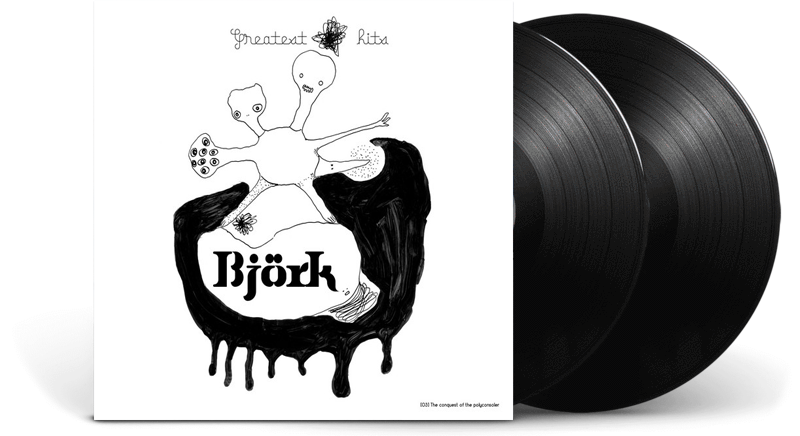 Greatest hits
Björk
(03) The conquest of the polyconsoler